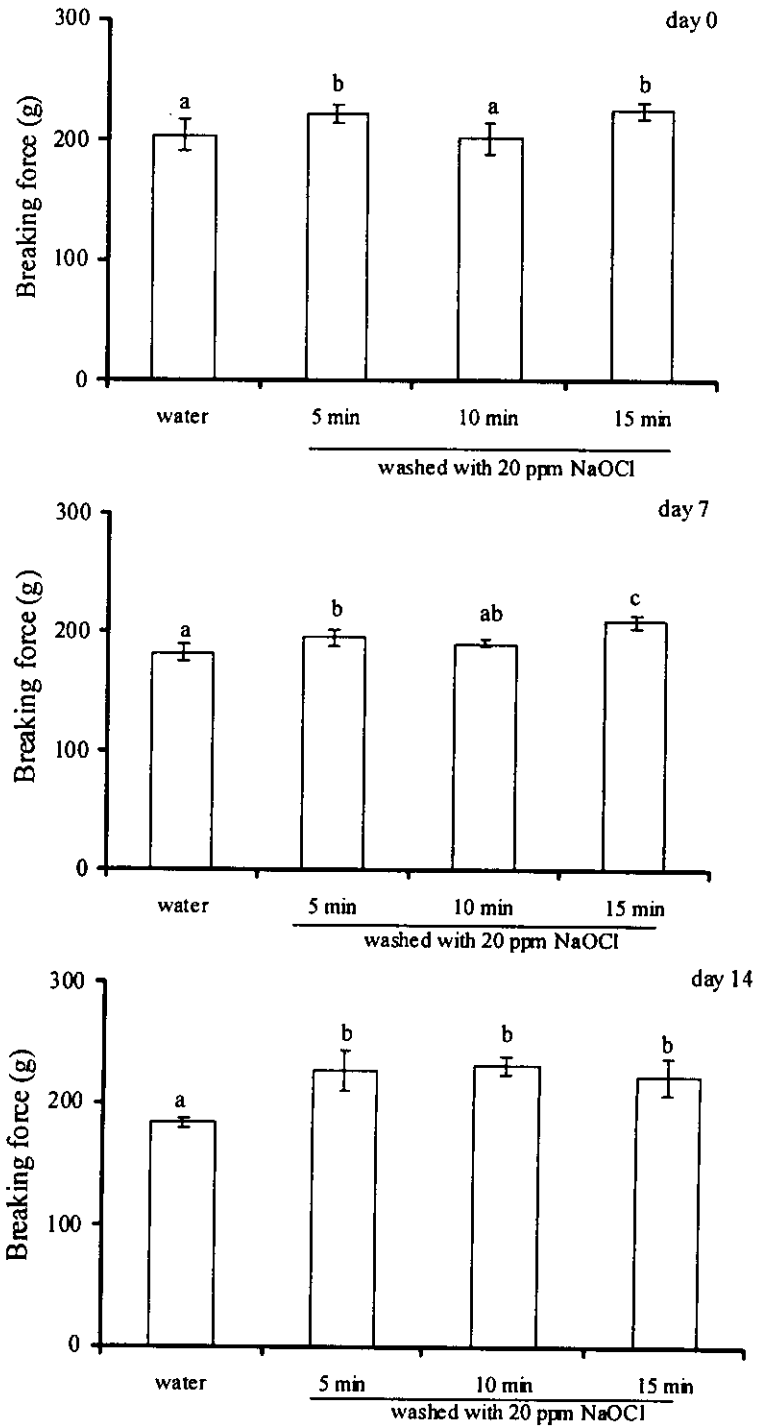 300
day 0
b
b
a
a
200
Breaking force (g)
100
0
water
5 min
10 min
15 min
washed with 20 ppm NaOCl
300
day 7
c
b
ab
a
200
Breaking force (g)
100
0
water
5 min
10 min
15 min
washed with 20 ppm NaOCl
300
day 14
b
b
b
a
200
Breaking force (g)
100
0
water
5 min
10 min
15 min
washed with 20 ppm NaOCl